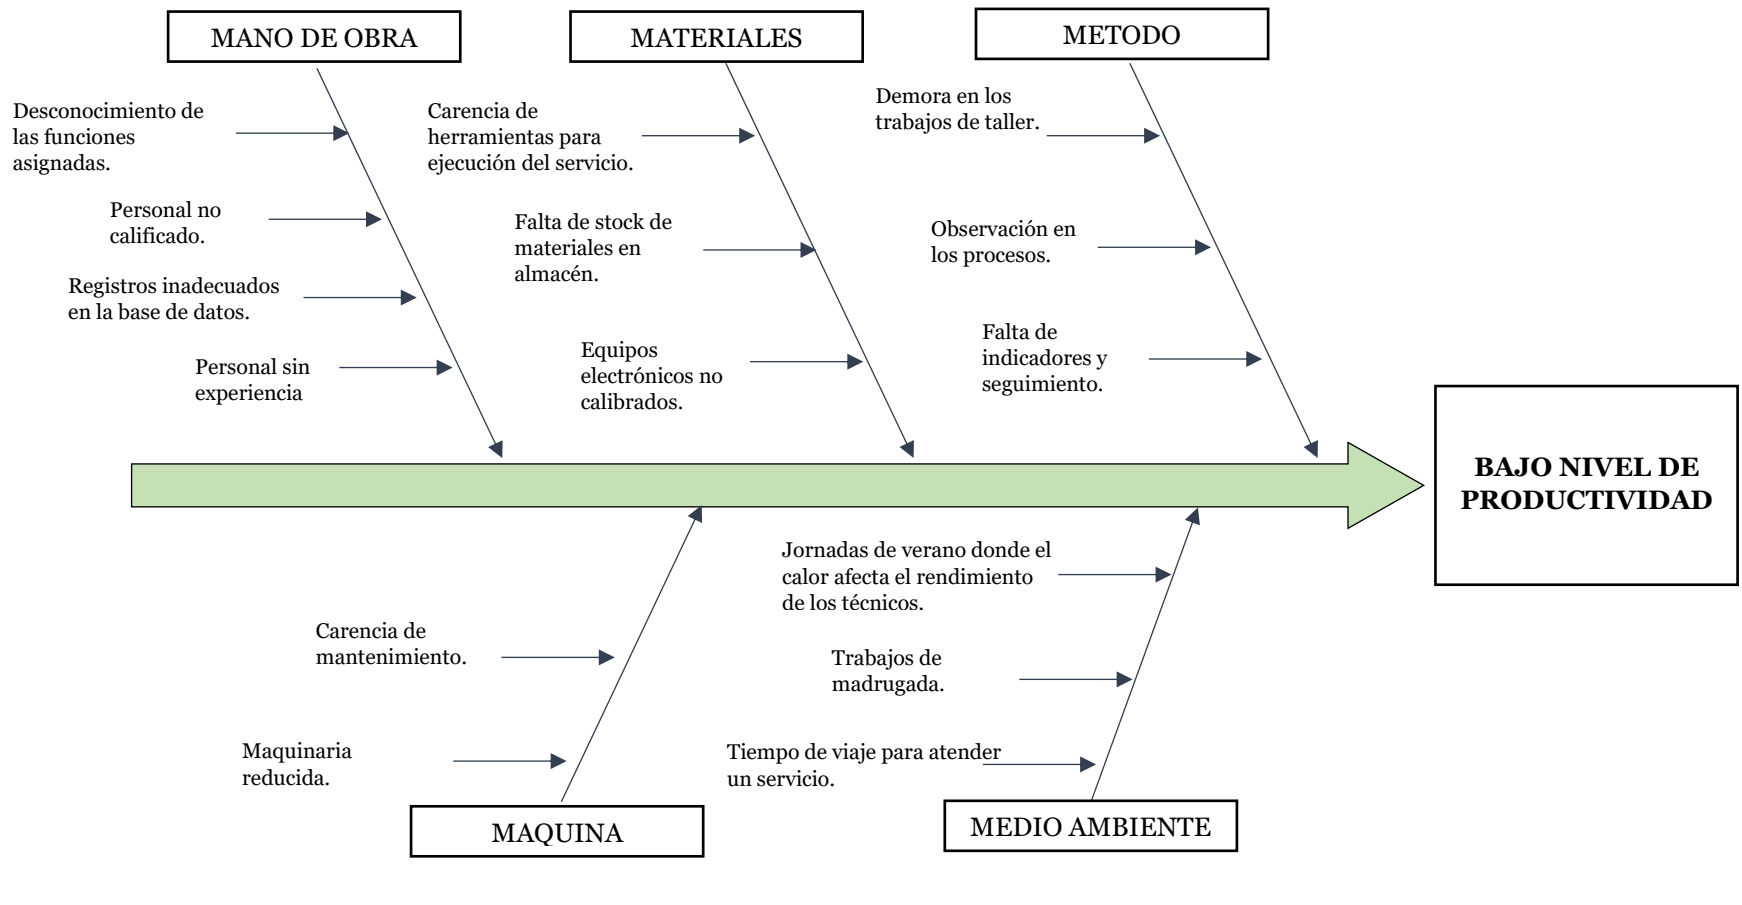 MANO DE OBRA
Desconocimiento de
las funciones
asignadas.
Personal no
calificado.
Registros inadecuados
en la base de datos.
Personal sin
experiencia
MATERIALES
Carencia de
herramientas para
ejecución del servicio.
Falta de stock de
materiales en
almacén.
Equipos
electrónicos no
calibrados.
METODO
Demora en los
trabajos de taller.
Observación en
los procesos.
Falta de
indicadores y
seguimiento.
BAJO NIVEL DE
PRODUCTIVIDAD
Carencia de
mantenimiento.
Maquinaria
reducida.
MAQUINA
Jornadas de verano donde el
calor afecta el rendimiento
de los técnicos.
Trabajos de
madrugada.
Tiempo de viaje para atender
un servicio.
MEDIO AMBIENTE